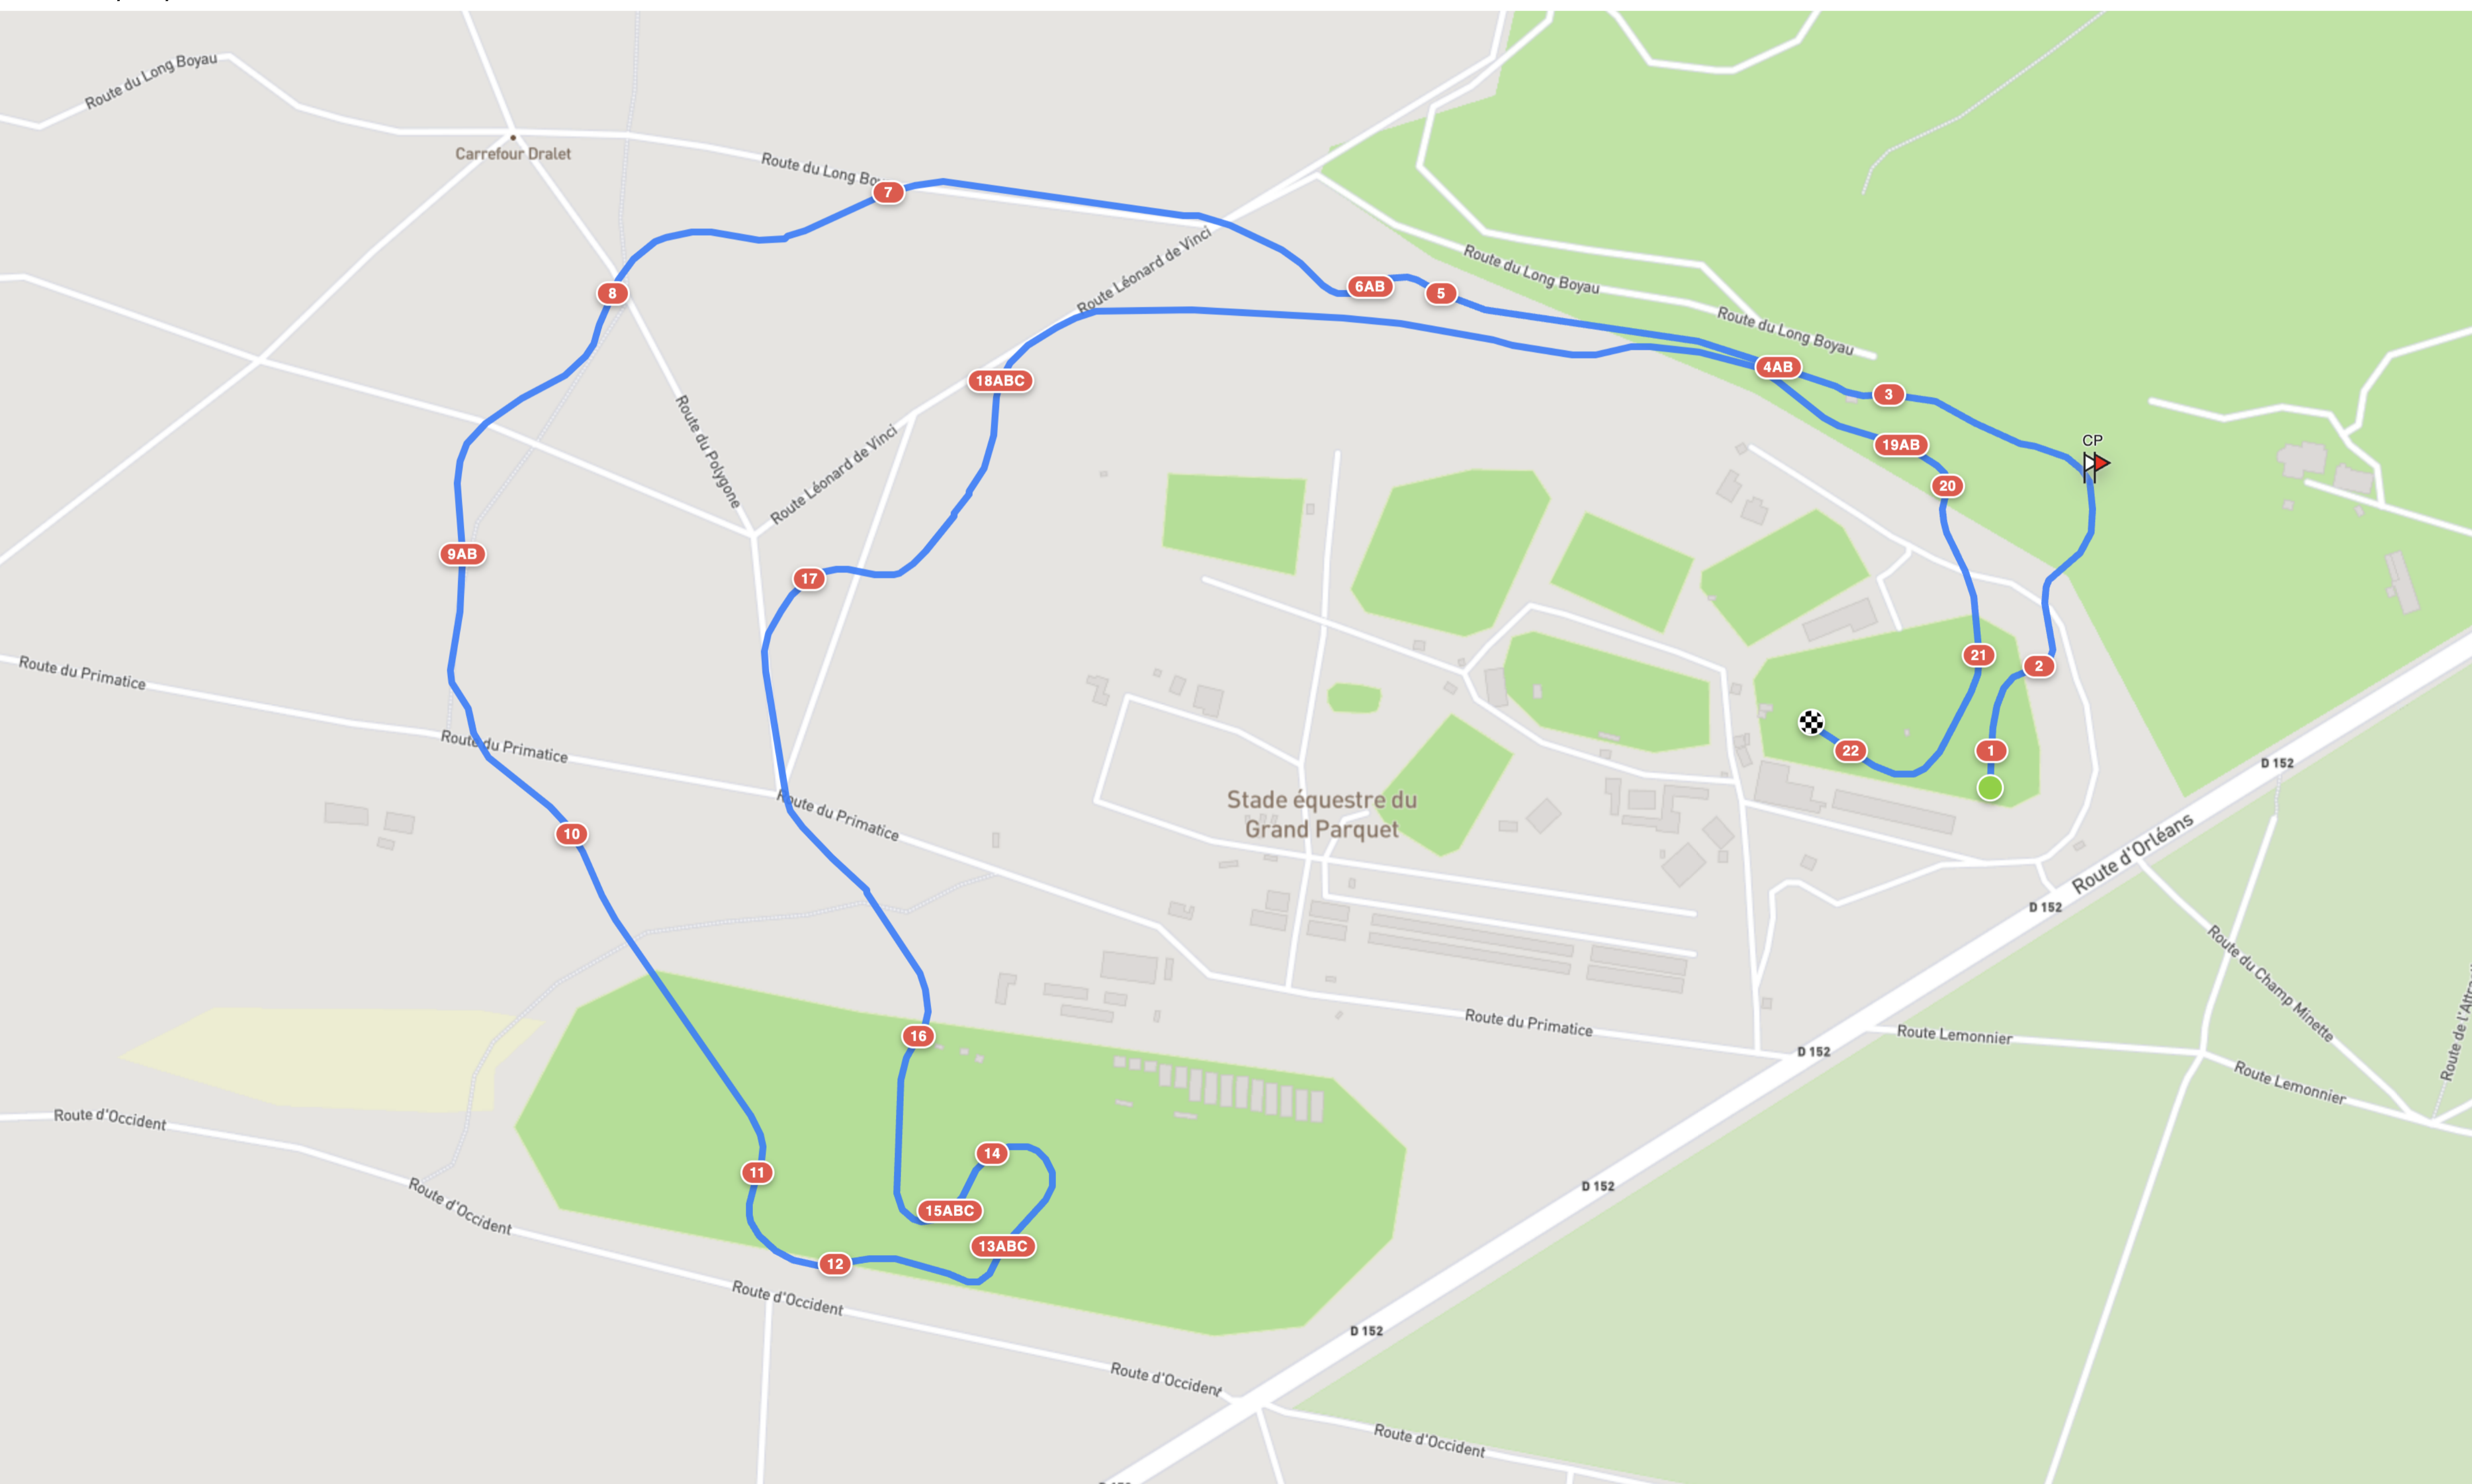 Route du Long Boyau
Carrefour Dralet
Route du Long Bo
7
Route Léonard de Vinci
6AB
5
Route du Long Boyau
Route du Long Boyau
8
4AB
3
18ABC
19AB
CP
20
Route du Polygone
Route Léonard de Vinci
9AB
17
Route du Primatice
21
2
Route du Primatice
22
1
D 152
Route du Primatice
Stade équestre du
Grand Parquet
10
Route d'Orléans
D 152
Route du Champ Minette
Route du Primatice
16
Route Lemonnier
D 152
Route Lemonnier
Route de l'Attra
Route d'Occident
11
14
D 152
Route d'Occident
15ABC
13ABC
12
Route d'Occident
D 152
Route d'Occident
Route d'Occident